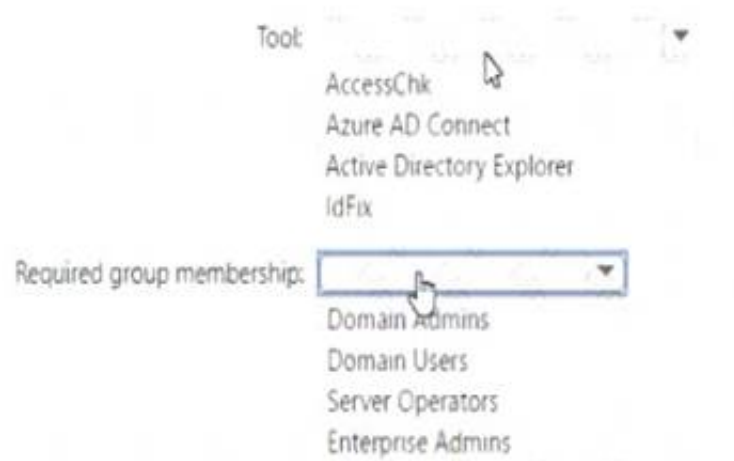 Tool:
AccessChk
Azure AD Connect
Active Directory Explorer
IdFix
Required group membership:
Domain Admins
Domain Users
Server Operators
Enterprise Admins